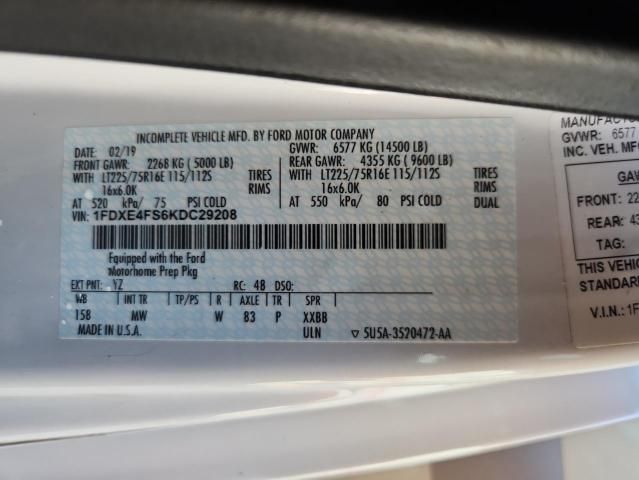 INCOMPLETE VEHICLE MFD. BY FORD MOTOR COMPANY
DATE: 02/19 GVWR: 6577 KG (14500 LB)
FRONT GAWR: 2268 KG (5000 LB) REAR GAWR: 4355 KG (9600 LB)
WITH LT225/75R16E 115/112S TIRES WITH LT225/75R16E 115/112S TIRES
16x6.0K RIMS 16x6.0K RIMS
AT 520 kPa/ 75 PSI COLD AT 550 kPa/ 80 PSI COLD DUAL
VIN: 1FDXE4FS6KDC29208
Equipped with the Ford
Motorhome Prep Pkg
EXT PNT: YZ RC: 48 DSO:
WB INT TR TP/PS R AXLE TR SPR
158 MW W 83 P XXBB
MADE IN U.S.A. ULN ▽ 5U5A-3520472-AA
MANUFACTU
GVWR: 6577
INC. VEH. MFG
GAW
FRONT: 22
REAR: 43
TAG:
THIS VEHIC
STANDARD
V.I.N.: 1F